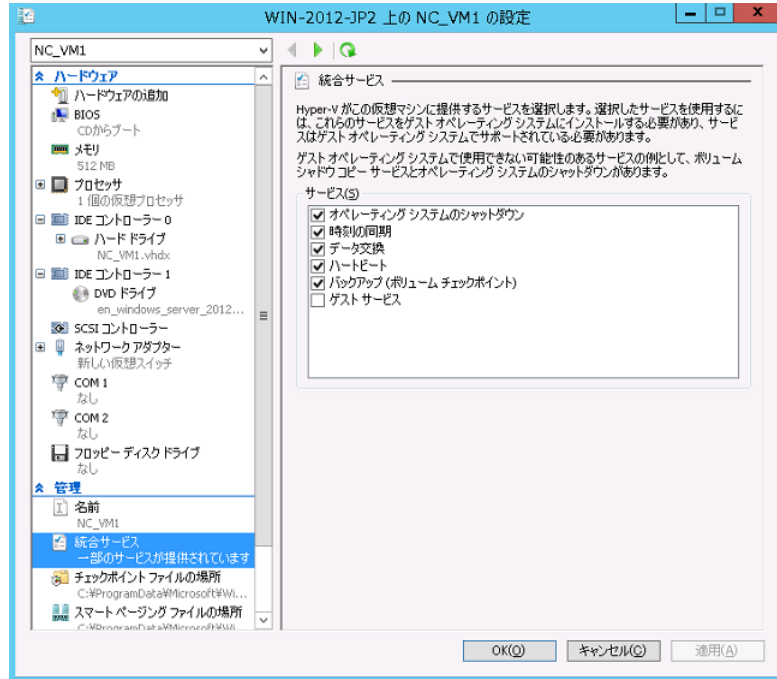 WIN-2012-JP2 上の NC_VM1 の設定
NC_VM1
ハードウェア
ハードウェアの追加
BIOS
CDからブート
メモリ
512 MB
プロセッサ
1 個の仮想プロセッサ
IDE コントローラー 0
ハード ドライブ
NC_VM1.vhdx
IDE コントローラー 1
DVD ドライブ
en_windows_server_2012...
SCSI コントローラー
ネットワーク アダプター
新しい仮想スイッチ
COM 1
なし
COM 2
なし
フロッピー ディスク ドライブ
なし
管理
名前
NC_VM1
統合サービス
一部のサービスが提供されています
チェックポイント ファイルの場所
C:¥ProgramData¥Microsoft¥Wi...
スマート ページング ファイルの場所
C:¥ProgramData¥Microsoft¥Wi...
統合サービス
Hyper-V がこの仮想マシンに提供するサービスを選択します。選択したサービスを使用するに
は、これらのサービスをゲスト オペレーティング システムにインストールする必要があり、サービ
スはゲスト オペレーティング システムでサポートされている必要があります。
ゲスト オペレーティング システムで使用できない可能性のあるサービスの例として、ボリューム
シャドウ コピー サービスとオペレーティング システムのシャットダウンがあります。
サービス(S)
オペレーティング システムのシャットダウン
時刻の同期
データ交換
ハートビート
バックアップ (ボリューム チェックポイント)
ゲスト サービス
OK(O)
キャンセル(C)
適用(A)